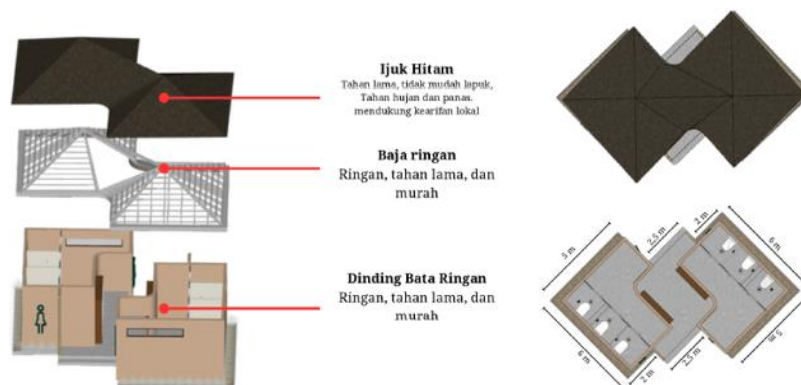 Ijuk Hitam
Tahan lama, tidak mudah lapuk,
Tahan hujan dan panas.
mendukung kearifan lokal
Baja ringan
Ringan, tahan lama, dan
murah
Dinding Bata Ringan
Ringan, tahan lama, dan
murah
5 m
2,5 m
2 m
6 m
6 m
2 m
2,5 m
5 m